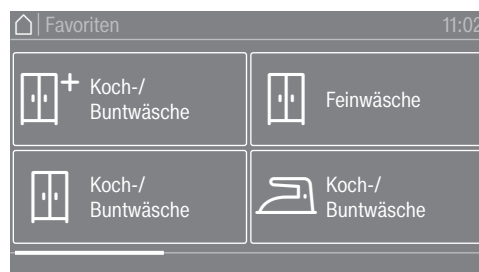 Favoriten 11:02
Koch-/
Buntwäsche
Feinwäsche
Koch-/
Buntwäsche
Koch-/
Buntwäsche